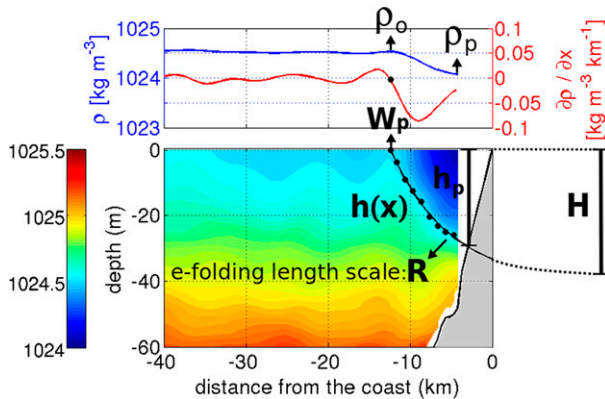 1025
1024
1023
ρ [kg m-3]
ρo
ρp
0.1
0.05
0
-0.05
-0.1
∂ρ / ∂x
[kg m-3 km-1]
Wp
1025.5
1025
1024.5
1024
0
-20
-40
-60
depth (m)
h(x)
hp
H
e-folding length scale:R
-40 -30 -20 -10 0
distance from the coast (km)